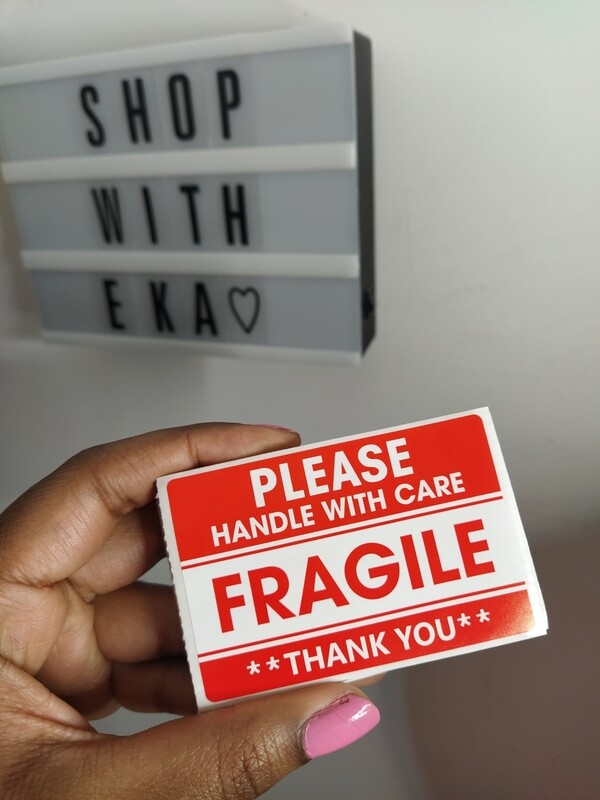 SHOP
WITH
EKA♡
PLEASE
HANDLE WITH CARE
FRAGILE
**THANK YOU**